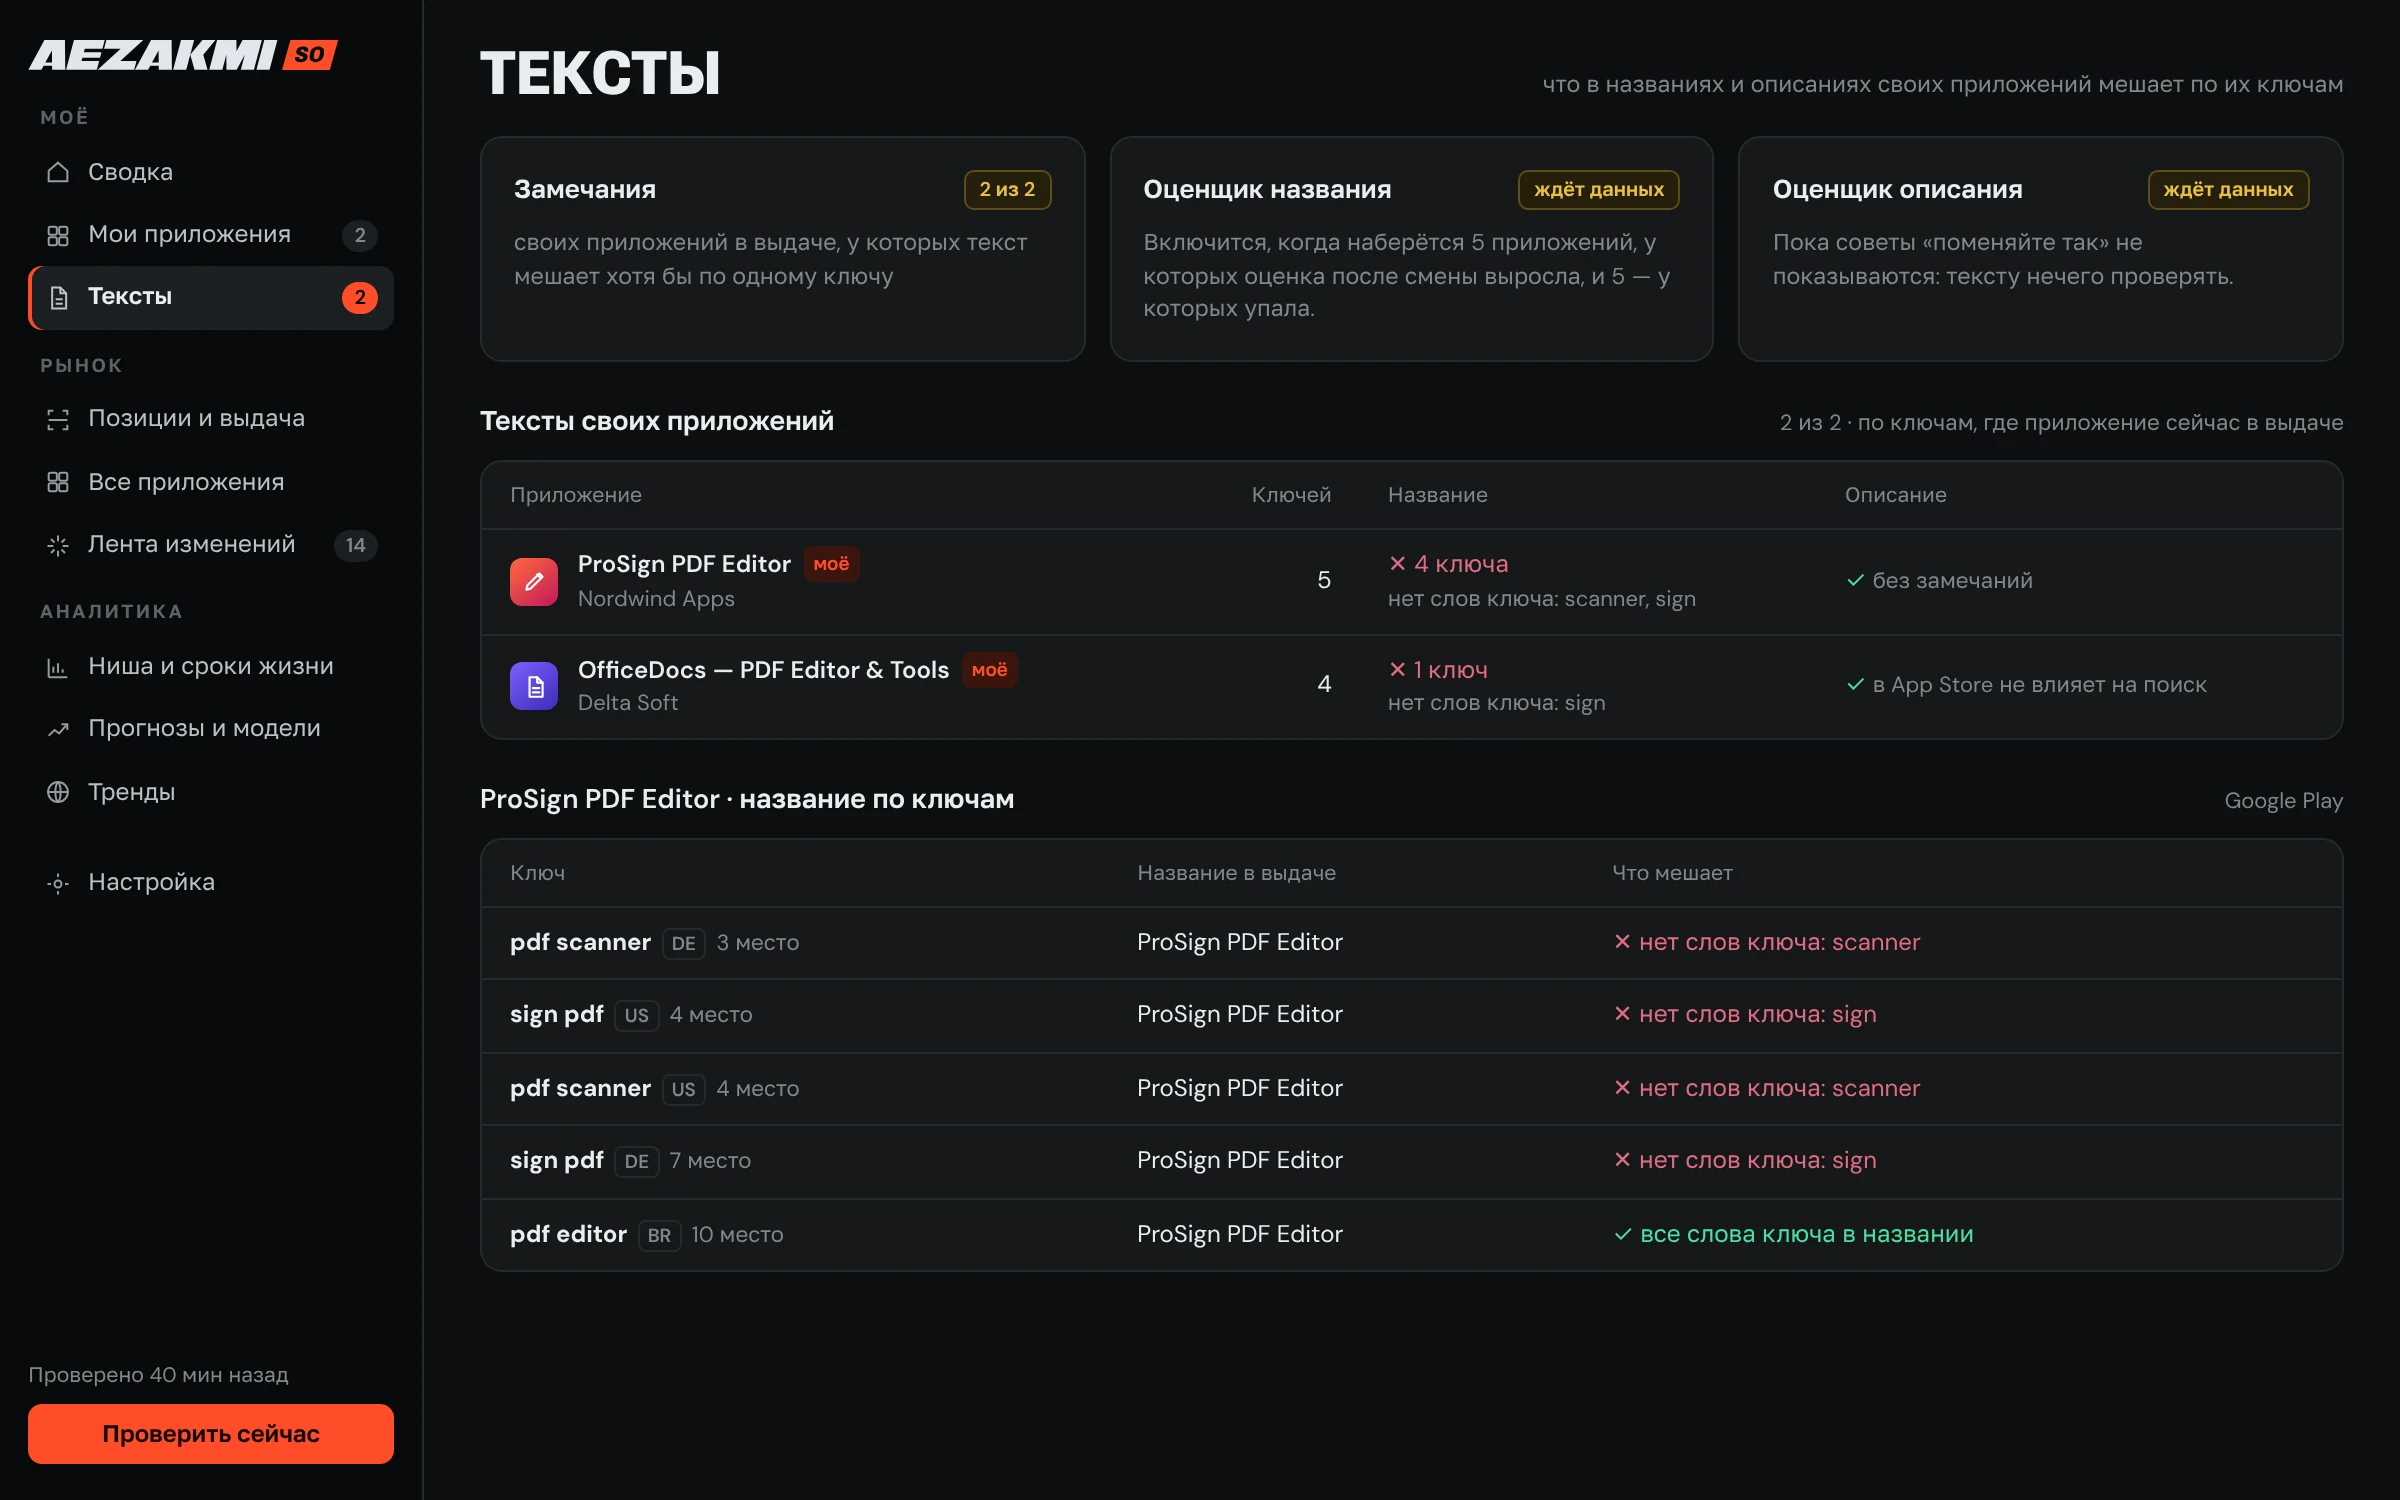 AEZAKMI SO
МОЁ
Сводка
Мои приложения 2
Тексты 2
РЫНОК
Позиции и выдача
Все приложения
Лента изменений 14
АНАЛИТИКА
Ниша и сроки жизни
Прогнозы и модели
Тренды
Настройка
Проверено 40 мин назад
Проверить сейчас
ТЕКСТЫ
что в названиях и описаниях своих приложений мешает по их ключам
Замечания 2 из 2
своих приложений в выдаче, у которых текст
мешает хотя бы по одному ключу
Оценщик названия ждёт данных
Включится, когда наберётся 5 приложений, у
которых оценка после смены выросла, и 5 — у
которых упала.
Оценщик описания ждёт данных
Пока советы «поменяйте так» не
показываются: тексту нечего проверять.
Тексты своих приложений
2 из 2 · по ключам, где приложение сейчас в выдаче
Приложение Ключей Название Описание
ProSign PDF Editor моё
Nordwind Apps
5
✕ 4 ключа
нет слов ключа: scanner, sign
✓ без замечаний
OfficeDocs — PDF Editor & Tools моё
Delta Soft
4
✕ 1 ключ
нет слов ключа: sign
✓ в App Store не влияет на поиск
ProSign PDF Editor · название по ключам
Google Play
Ключ Название в выдаче Что мешает
pdf scanner DE 3 место ProSign PDF Editor ✕ нет слов ключа: scanner
sign pdf US 4 место ProSign PDF Editor ✕ нет слов ключа: sign
pdf scanner US 4 место ProSign PDF Editor ✕ нет слов ключа: scanner
sign pdf DE 7 место ProSign PDF Editor ✕ нет слов ключа: sign
pdf editor BR 10 место ProSign PDF Editor ✓ все слова ключа в названии